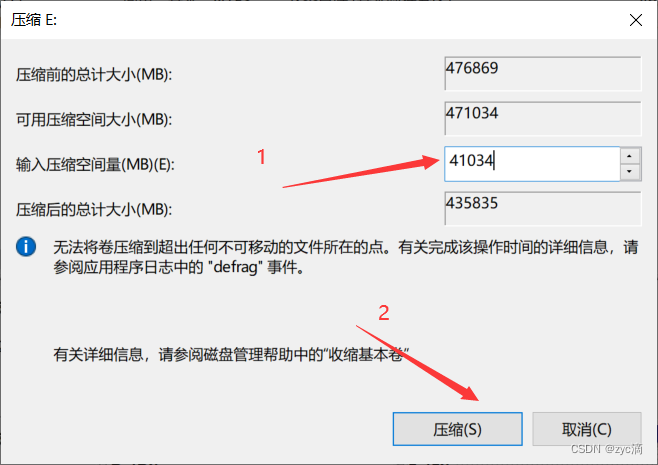 压缩 E:
压缩前的总计大小(MB): 476869
可用压缩空间大小(MB): 471034
1
输入压缩空间量(MB)(E): 41034
压缩后的总计大小(MB): 435835
无法将卷压缩到超出任何不可移动的文件所在的点。有关完成该操作时间的详细信息，请
参阅应用程序日志中的 "defrag" 事件。
2
有关详细信息，请参阅磁盘管理帮助中的“收缩基本卷”
压缩(S) 取消(C)
CSDN @zyc滴